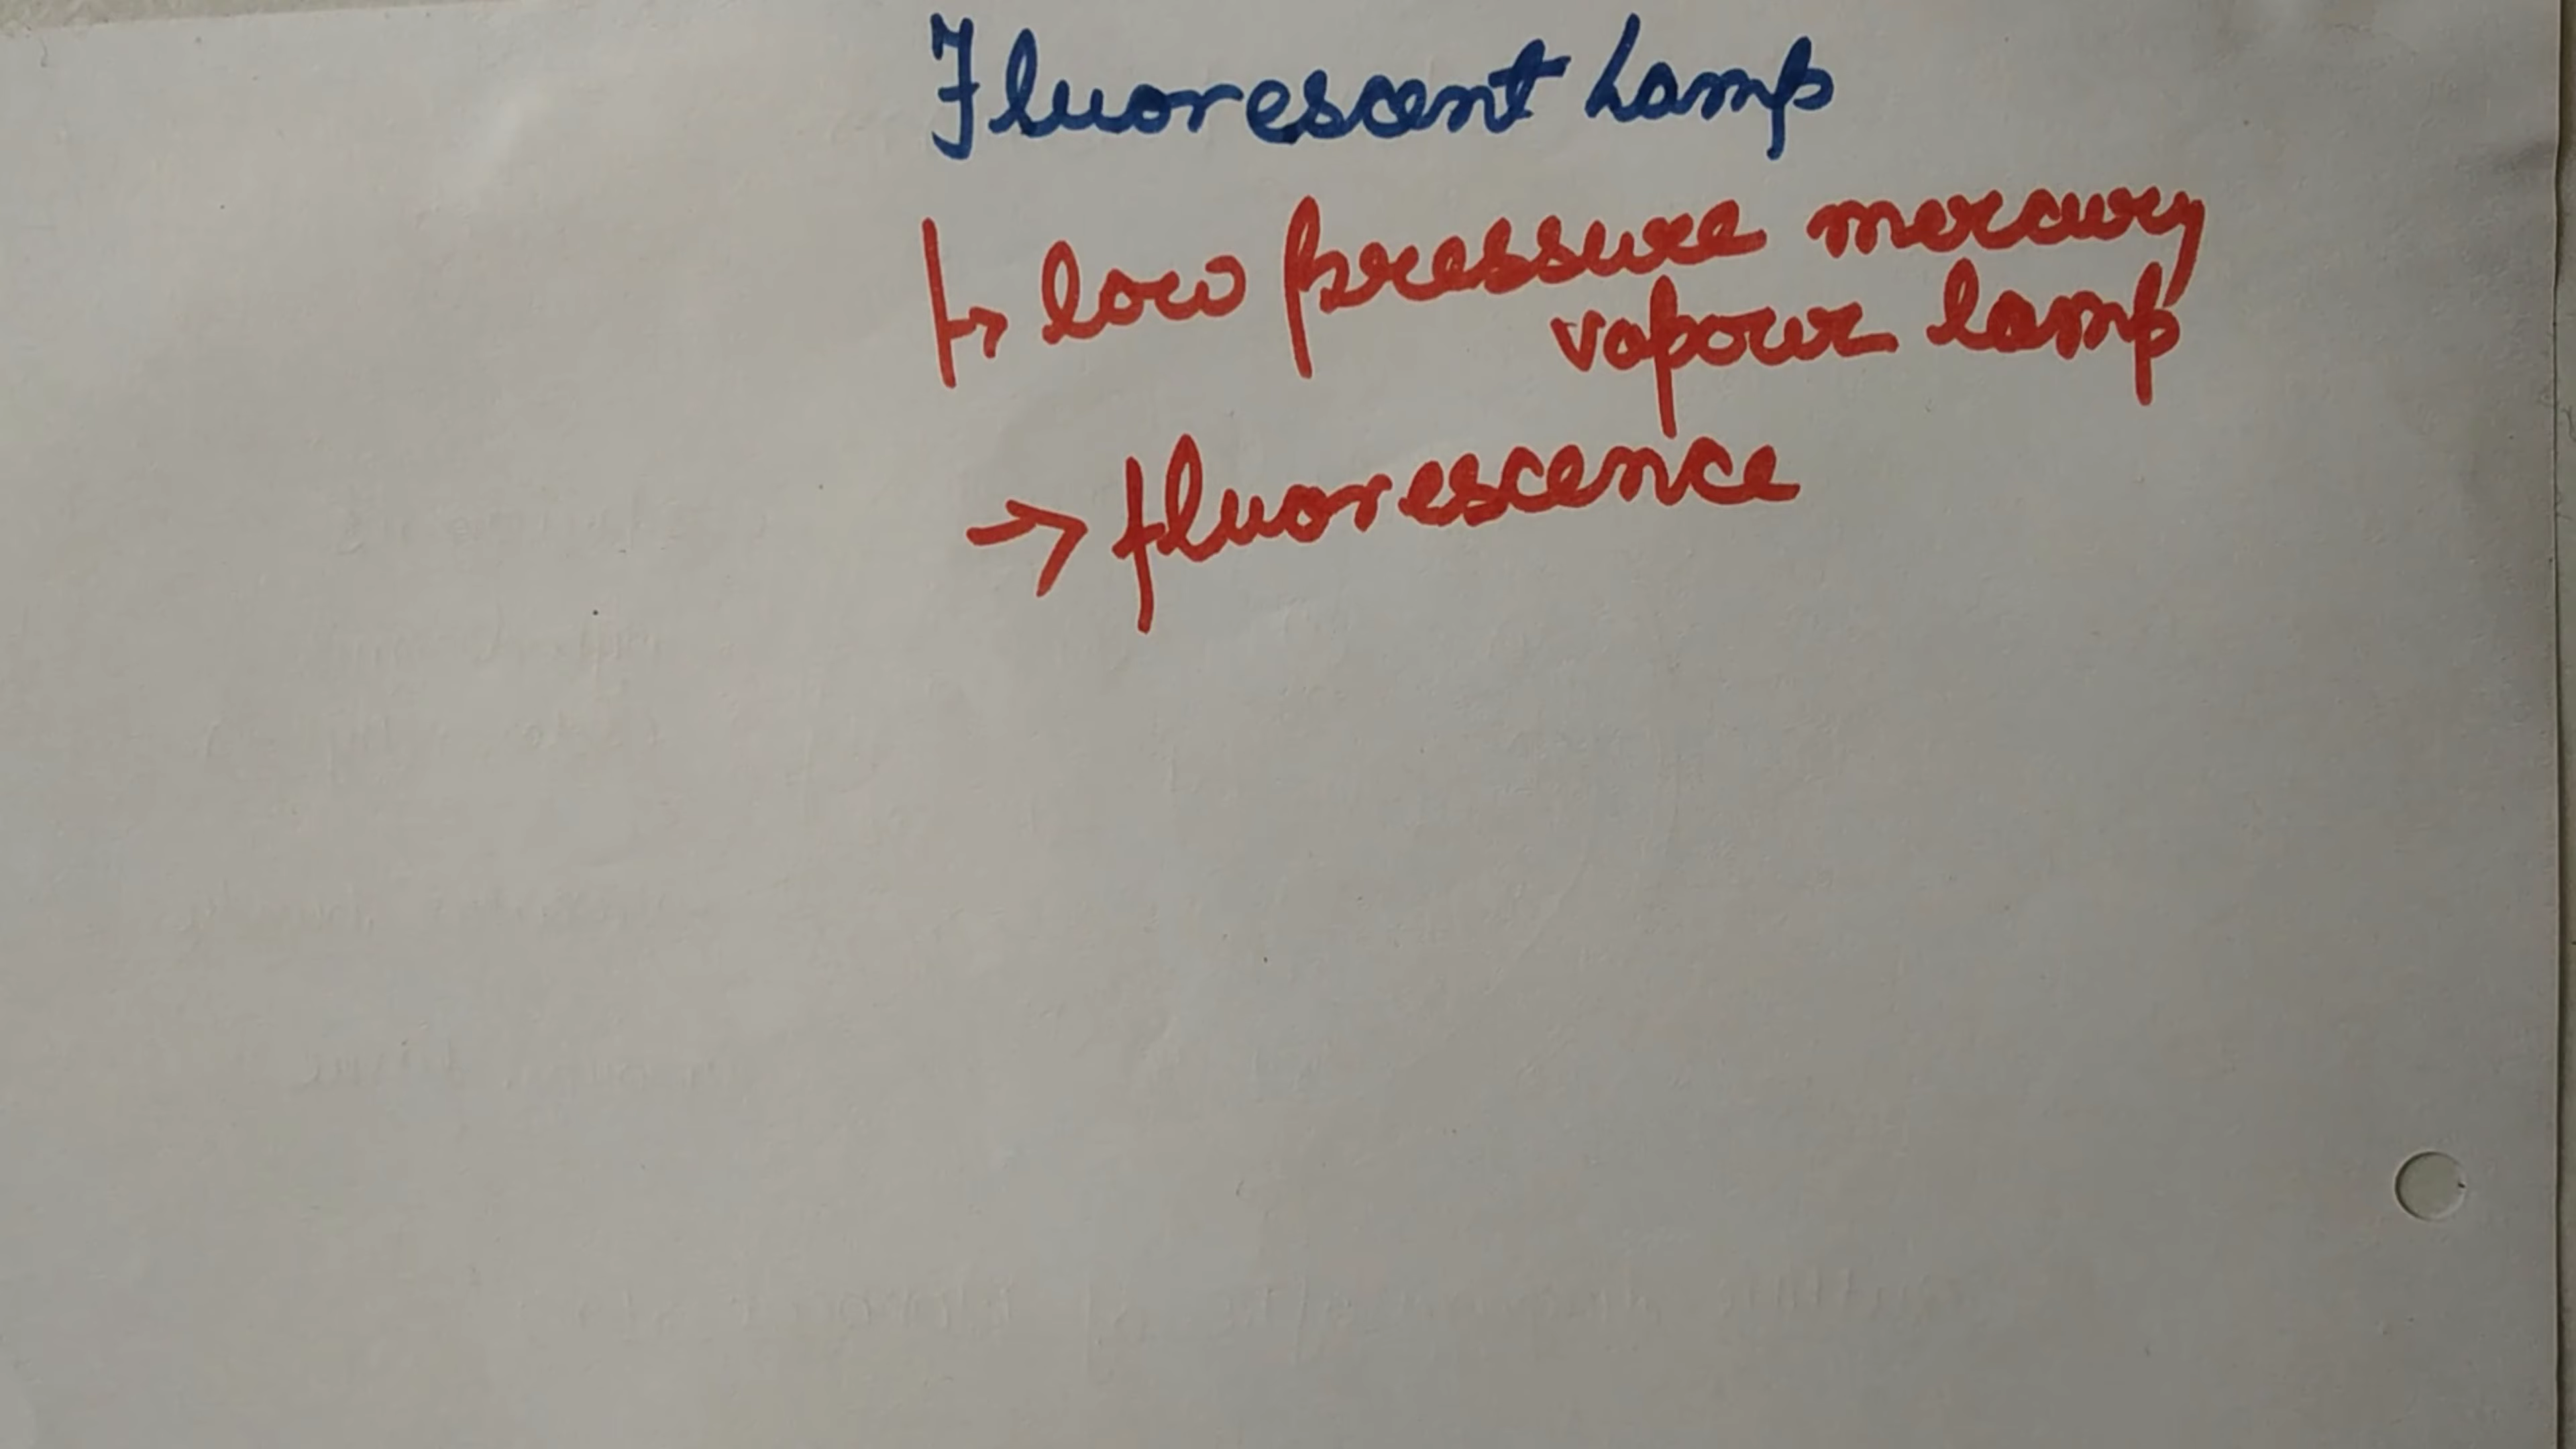 Fluorescent Lamp
↳ low pressure mercury
vapour lamp
→ fluorescence